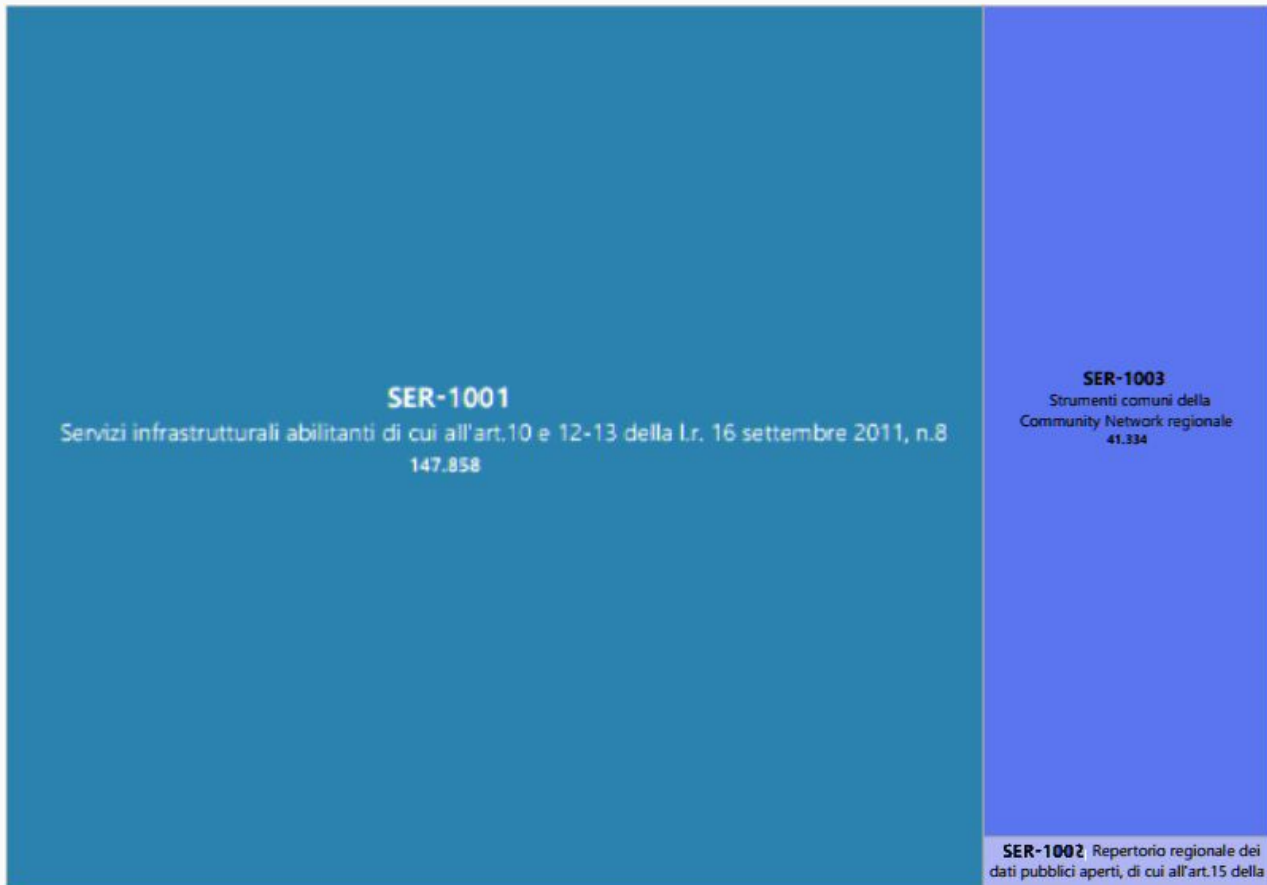 SER-1001
Servizi infrastrutturali abilitanti di cui all'art.10 e 12-13 della l.r. 16 settembre 2011, n.8
147.858
SER-1003
Strumenti comuni della
Community Network regionale
41.334
SER-1002 Repertorio regionale dei
dati pubblici aperti, di cui all'art.15 della